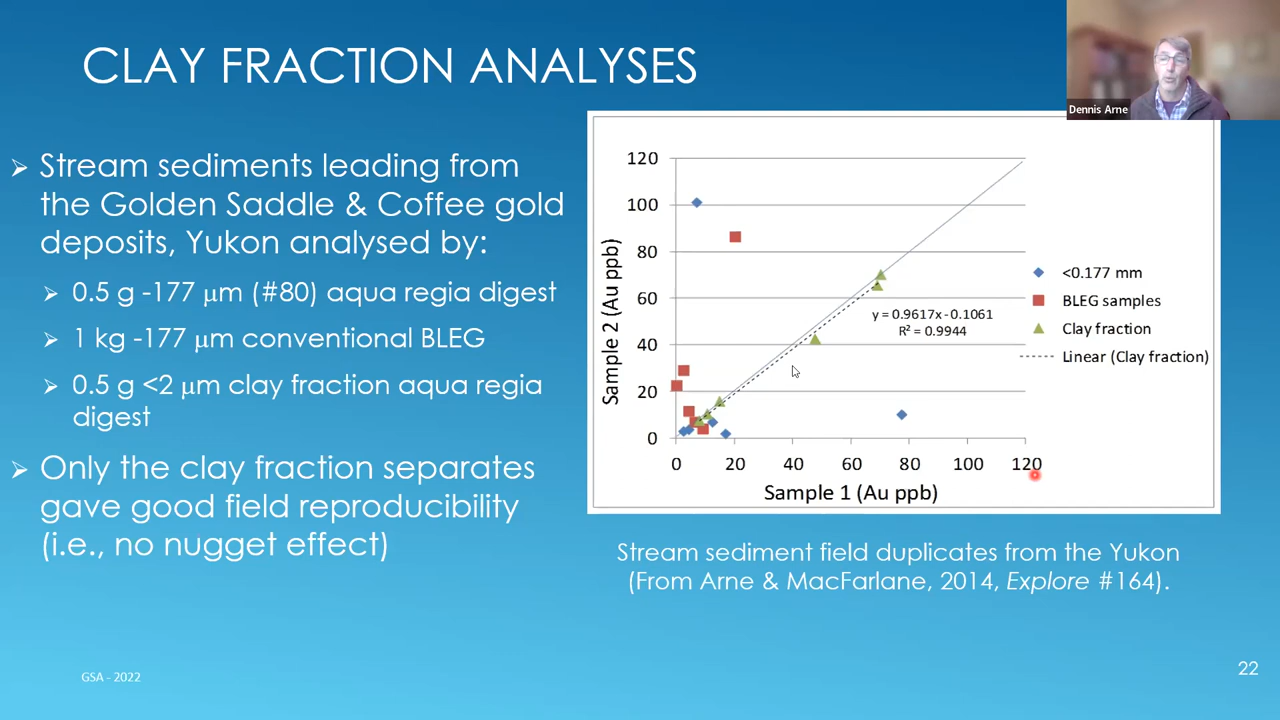 CLAY FRACTION ANALYSES
Dennis Arne
➢ Stream sediments leading from
the Golden Saddle & Coffee gold
deposits, Yukon analysed by:
➢ 0.5 g -177 μm (#80) aqua regia digest
➢ 1 kg -177 μm conventional BLEG
➢ 0.5 g <2 μm clay fraction aqua regia
digest
➢ Only the clay fraction separates
gave good field reproducibility
(i.e., no nugget effect)
120
100
80
60
40
20
0
Sample 2 (Au ppb)
0 20 40 60 80 100 120
Sample 1 (Au ppb)
y = 0.9617x - 0.1061
R² = 0.9944
<0.177 mm
BLEG samples
Clay fraction
Linear (Clay fraction)
Stream sediment field duplicates from the Yukon
(From Arne & MacFarlane, 2014, Explore #164).
GSA - 2022
22